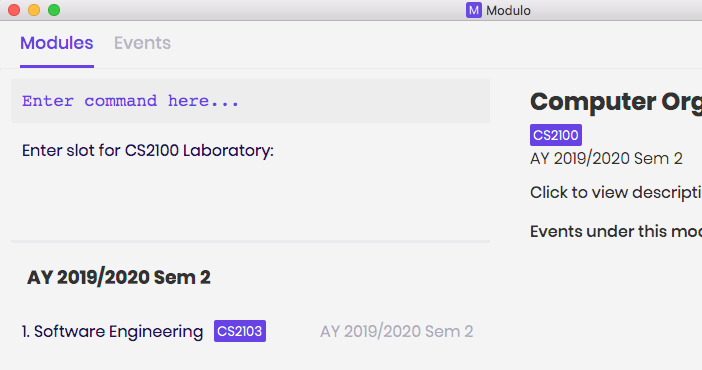 M Modulo
Modules Events
Enter command here...
Enter slot for CS2100 Laboratory:
AY 2019/2020 Sem 2
1. Software Engineering CS2103 AY 2019/2020 Sem 2
Computer Org
CS2100
AY 2019/2020 Sem 2
Click to view descripti
Events under this mod